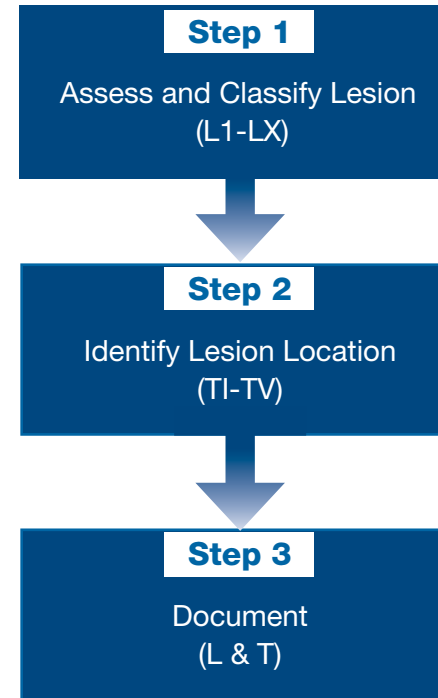 Step 1
Assess and Classify Lesion
(L1-LX)
Step 2
Identify Lesion Location
(TI-TV)
Step 3
Document
(L & T)